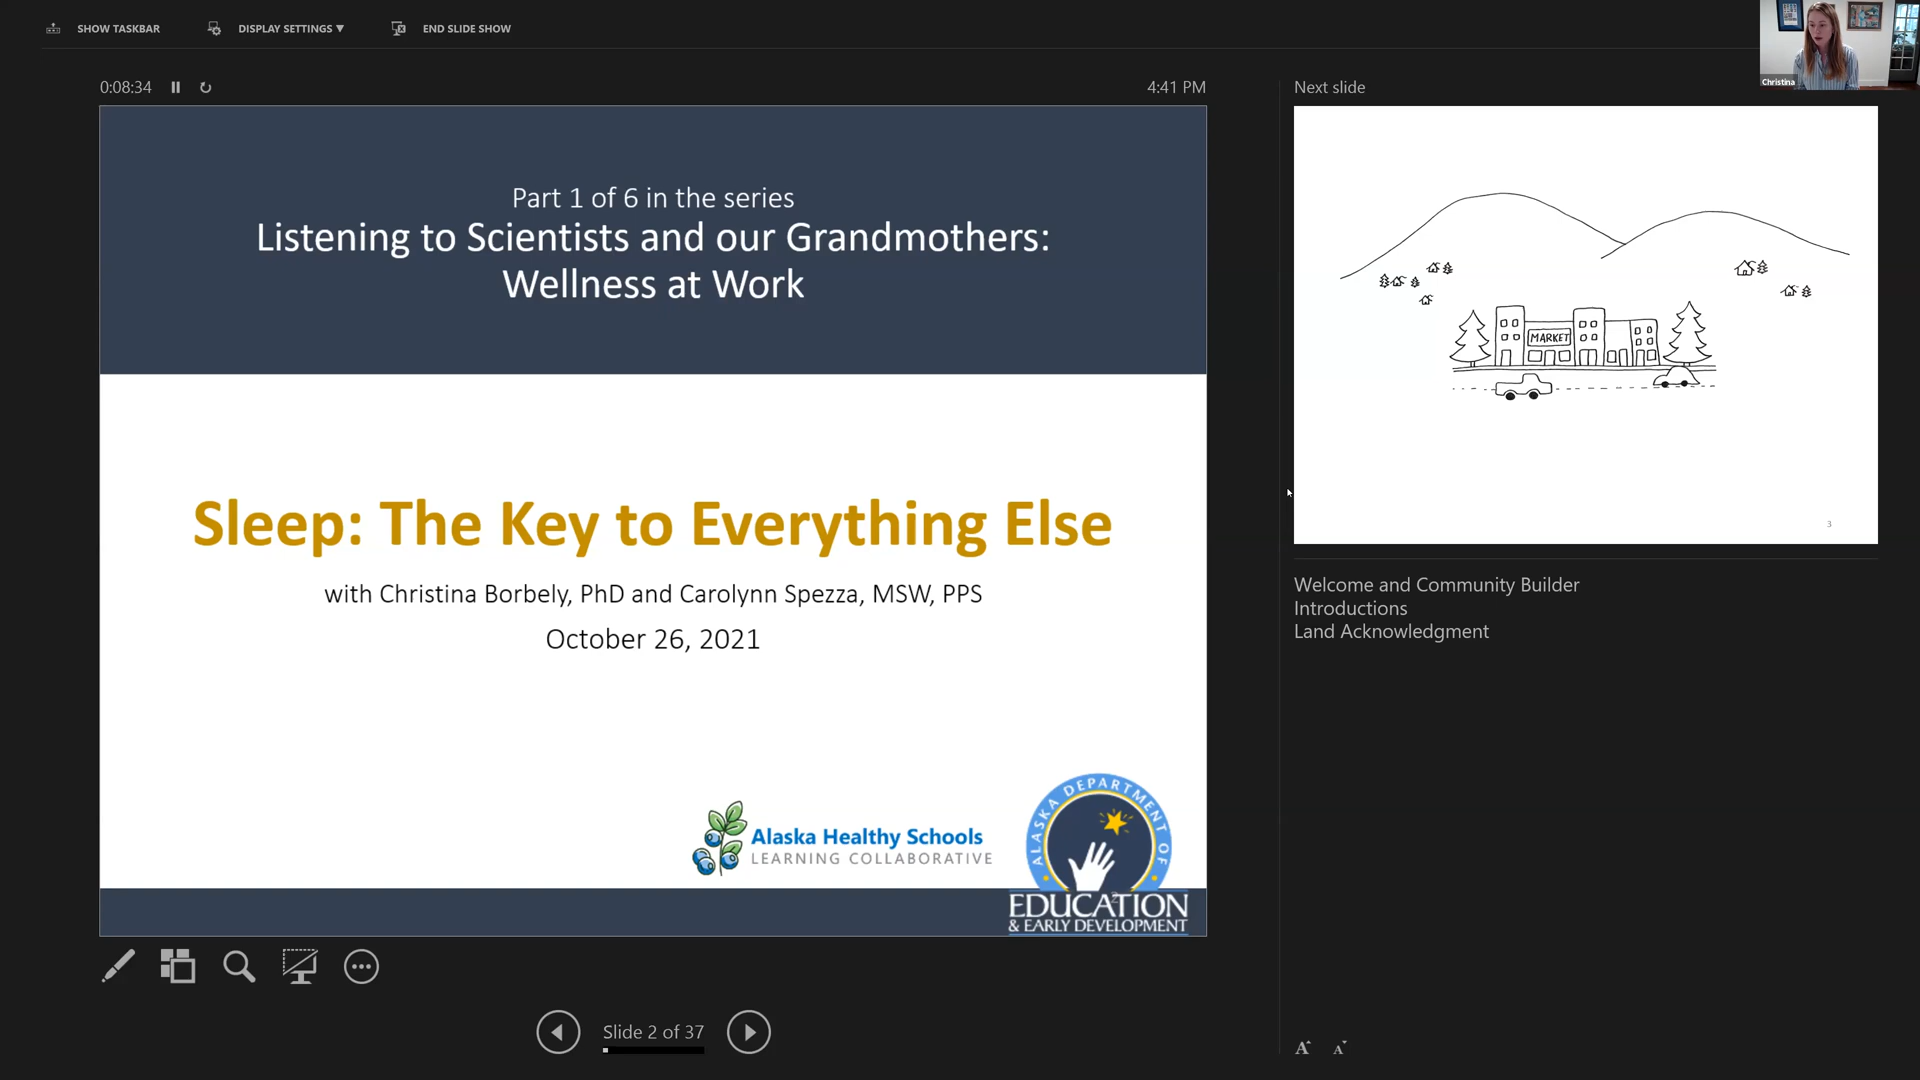 SHOW TASKBAR
DISPLAY SETTINGS ▼
END SLIDE SHOW
Christina
0:08:34
4:41 PM
Next slide
Part 1 of 6 in the series
Listening to Scientists and our Grandmothers:
Wellness at Work
Sleep: The Key to Everything Else
with Christina Borbely, PhD and Carolynn Spezza, MSW, PPS
October 26, 2021
Alaska Healthy Schools
LEARNING COLLABORATIVE
ALASKA DEPARTMENT OF
EDUCATION
& EARLY DEVELOPMENT
2
MARKET
3
Welcome and Community Builder
Introductions
Land Acknowledgment
Slide 2 of 37
A A